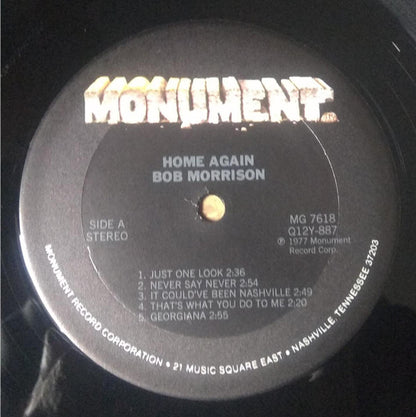 MONUMENT
HOME AGAIN
BOB MORRISON
SIDE A
STEREO
MG 7618
Q12Y-887
℗ 1977 Monument
Record Corp.
1. JUST ONE LOOK 2:36
2. NEVER SAY NEVER 2:54
3. IT COULD'VE BEEN NASHVILLE 2:49
4. THAT'S WHAT YOU DO TO ME 2:20
5. GEORGIANA 2:55
MONUMENT RECORD CORPORATION • 21 MUSIC SQUARE EAST • NASHVILLE, TENNESSEE 37203